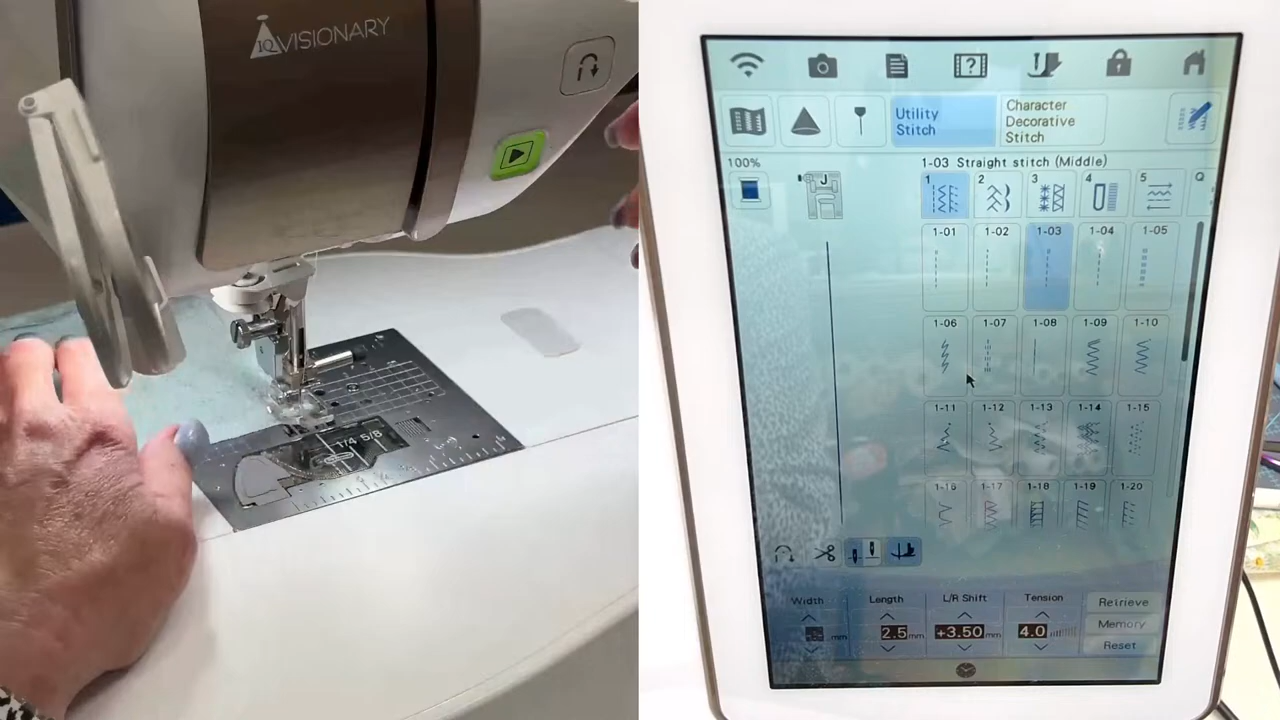 IQ VISIONARY
1/4 5/8
Utility
Stitch
Character
Decorative
Stitch
100%
1-03 Straight stitch (Middle)
J
1 2 3 4 5 Q
1-01 1-02 1-03 1-04 1-05
1-06 1-07 1-08 1-09 1-10
1-11 1-12 1-13 1-14 1-15
1-16 1-17 1-18 1-19 1-20
Width Length L/R Shift Tension
mm 2.5 mm +3.50 mm 4.0
Retrieve
Memory
Reset